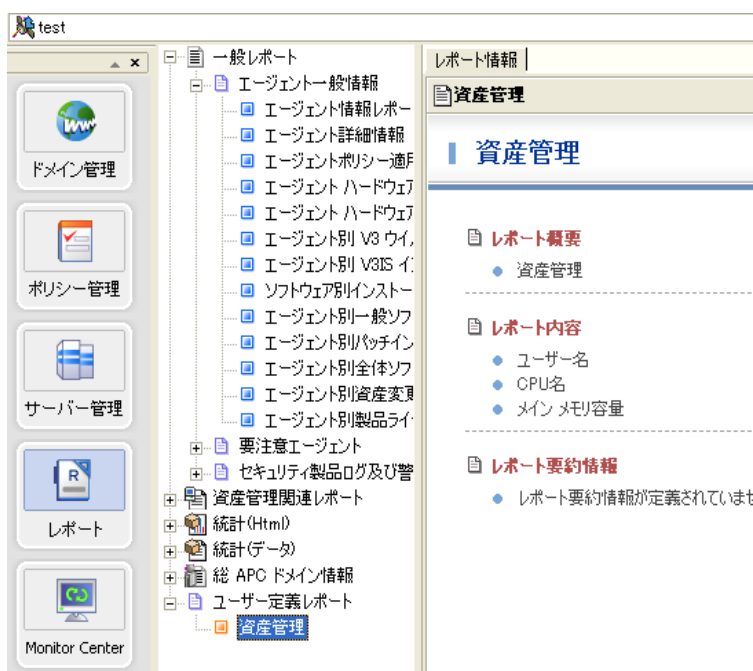 test
ドメイン管理
ポリシー管理
サーバー管理
レポート
Monitor Center
一般レポート
エージェント一般情報
エージェント情報レポー
エージェント詳細情報
エージェントポリシー適用
エージェント ハードウェア
エージェント ハードウェア
エージェント別 V3 ウイ
エージェント別 V3IS イ
ソフトウェア別インストー
エージェント別一般ソフ
エージェント別パッチイン
エージェント別全体ソフ
エージェント別資産変更
エージェント別製品ライ
要注意エージェント
セキュリティ製品ログ及び警
資産管理関連レポート
統計(Html)
統計(データ)
総 APC ドメイン情報
ユーザー定義レポート
資産管理
レポート情報
資産管理
資産管理
レポート概要
資産管理
レポート内容
ユーザー名
CPU名
メイン メモリ容量
レポート要約情報
レポート要約情報が定義されていませ